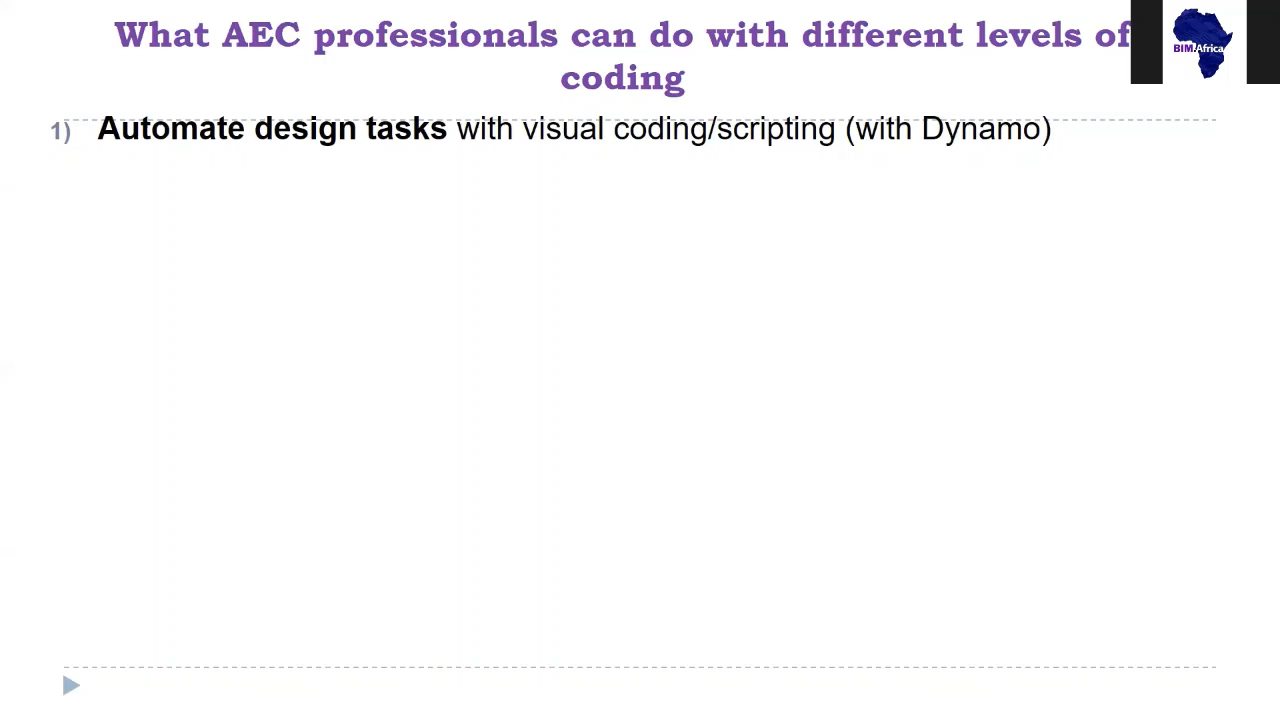 What AEC professionals can do with different levels of
coding
BIM Africa
1) Automate design tasks with visual coding/scripting (with Dynamo)